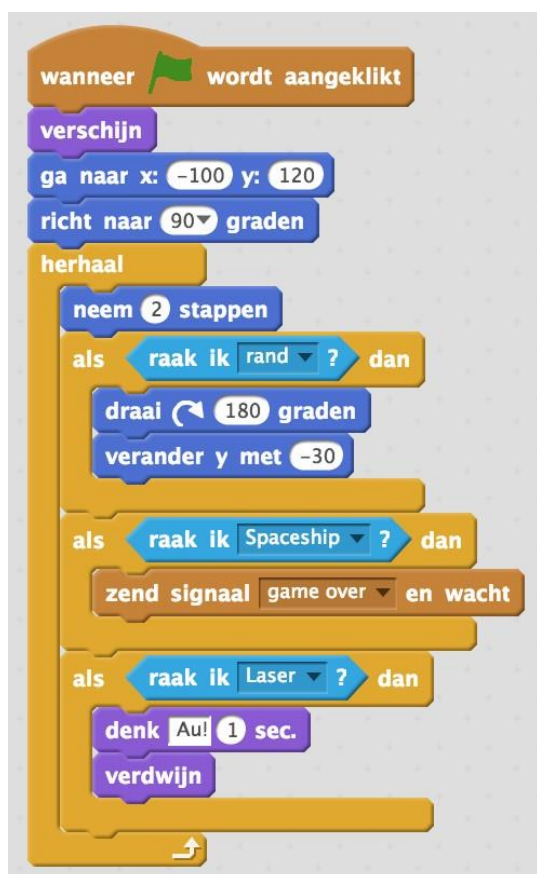 wanneer wordt aangeklikt
verschijn
ga naar x: -100 y: 120
richt naar 90 graden
herhaal
neem 2 stappen
als raak ik rand ? dan
draai 180 graden
verander y met -30
als raak ik Spaceship ? dan
zend signaal game over en wacht
als raak ik Laser ? dan
denk Au! 1 sec.
verdwijn